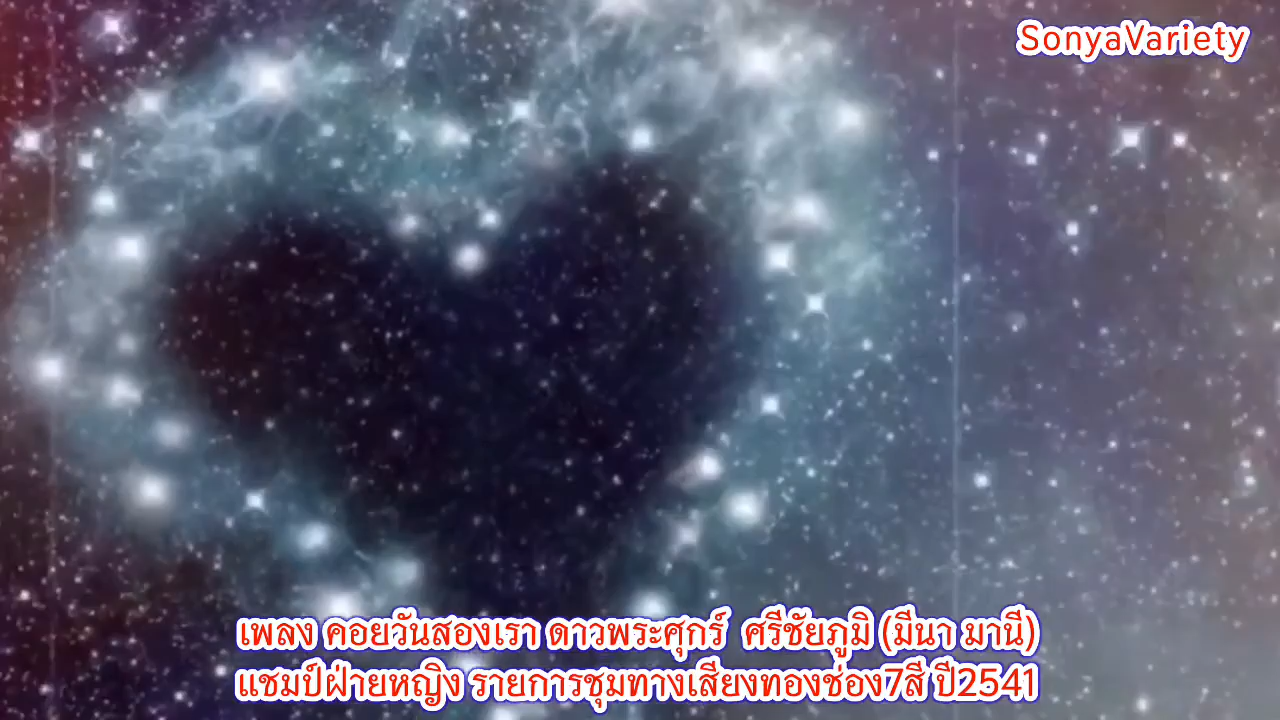 SonyaVariety
เพลง คอยวันสองเรา ดาวพระศุกร์ ศรีชัยภูมิ (มีนา มานี)
แชมป์ฝ่ายหญิง รายการชุมทางเสียงทองช่อง7สี ปี2541